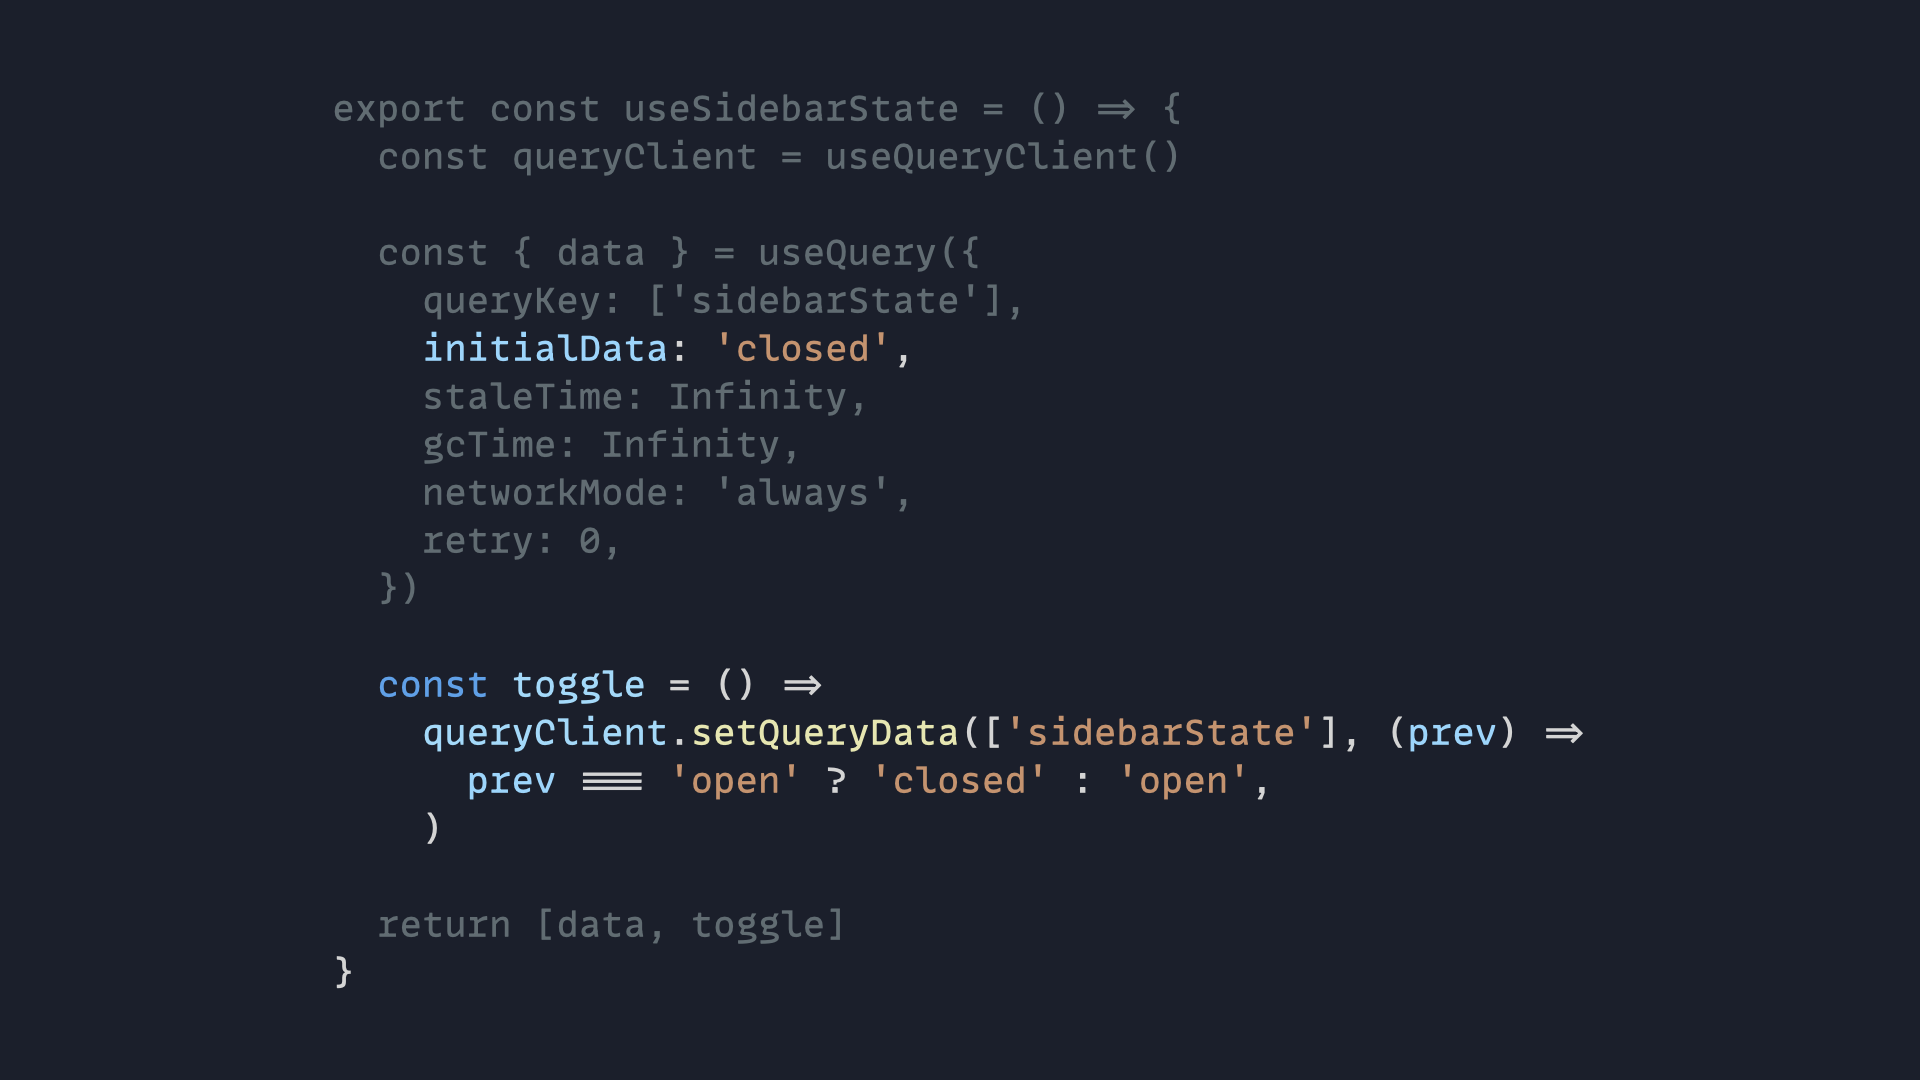 export const useSidebarState = () => {
  const queryClient = useQueryClient()

  const { data } = useQuery({
    queryKey: ['sidebarState'],
    initialData: 'closed',
    staleTime: Infinity,
    gcTime: Infinity,
    networkMode: 'always',
    retry: 0,
  })

  const toggle = () =>
    queryClient.setQueryData(['sidebarState'], (prev) =>
      prev === 'open' ? 'closed' : 'open',
    )

  return [data, toggle]
}